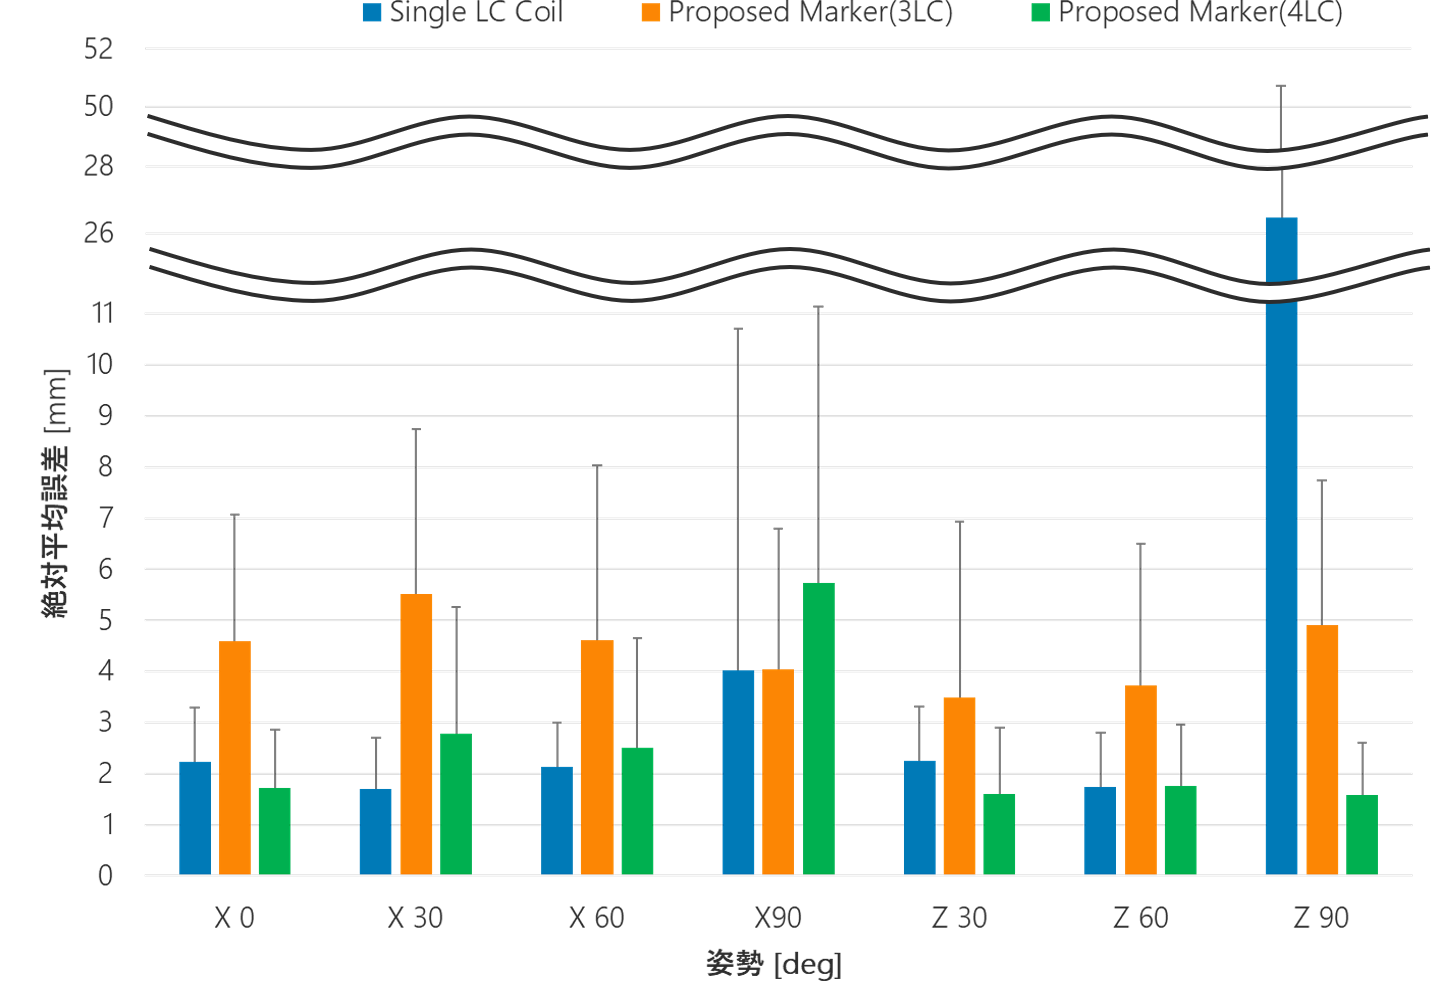 Single LC Coil
Proposed Marker(3LC)
Proposed Marker(4LC)
52
50
28
26
11
10
9
8
7
6
5
4
3
2
1
0
絶対平均誤差 [mm]
X 0
X 30
X 60
X90
Z 30
Z 60
Z 90
姿勢 [deg]